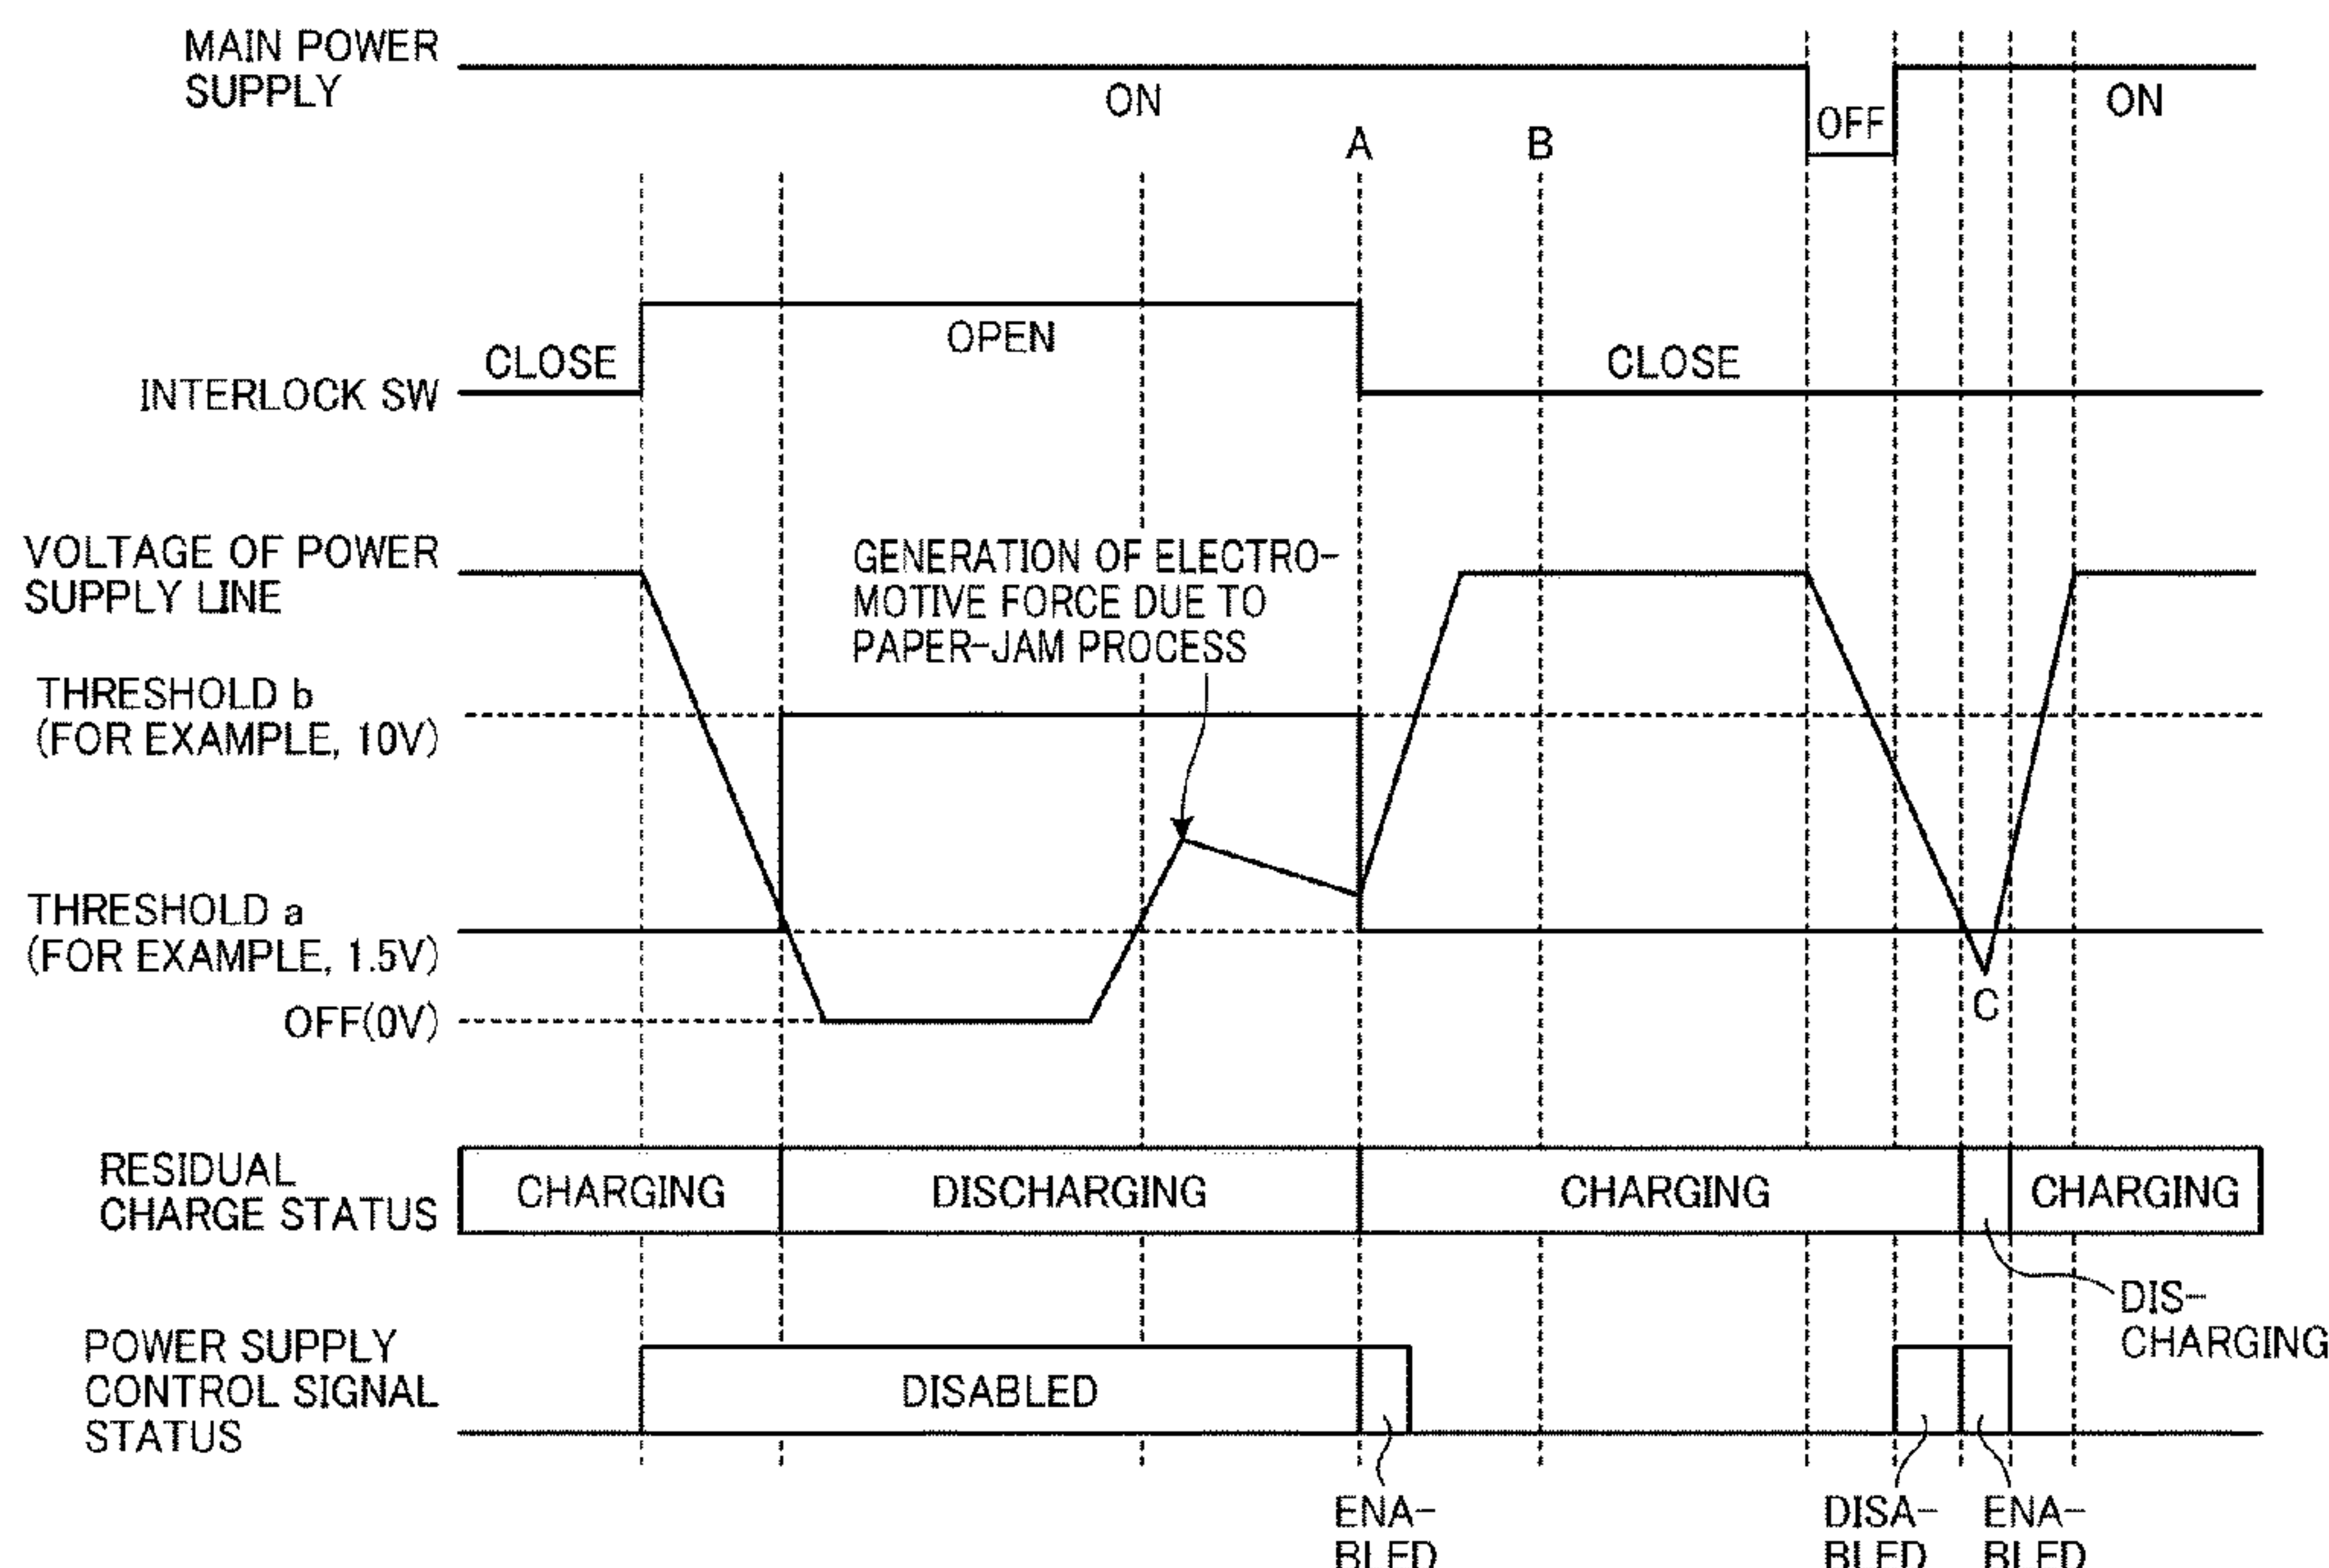 MAIN POWER
SUPPLY
ON
OFF
ON
A
B
CLOSE
OPEN
CLOSE
INTERLOCK SW
VOLTAGE OF POWER
SUPPLY LINE
GENERATION OF ELECTRO-
MOTIVE FORCE DUE TO
PAPER-JAM PROCESS
THRESHOLD b
(FOR EXAMPLE, 10V)
THRESHOLD a
(FOR EXAMPLE, 1.5V)
OFF(0V)
C
RESIDUAL
CHARGE STATUS
CHARGING
DISCHARGING
CHARGING
CHARGING
DIS-
CHARGING
POWER SUPPLY
CONTROL SIGNAL
STATUS
DISABLED
ENA-
BLED
DISA-
BLED
ENA-
BLED